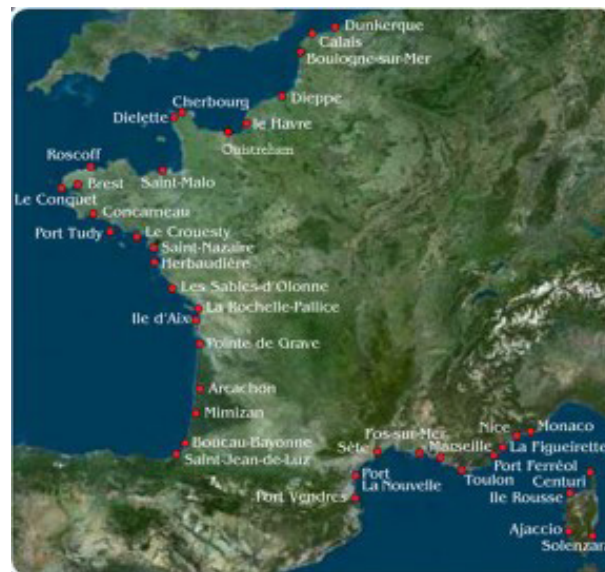 Dunkerque
Calais
Boulogne-sur-Mer
Dieppe
Cherbourg
Dielette
le Havre
Ouistreham
Roscoff
Brest
Saint-Malo
Le Conquet
Concarneau
Port Tudy
Le Crouesty
Saint-Nazaire
Herbaudière
Les Sables-d'Olonne
La Rochelle-Pallice
Ile d'Aix
Pointe de Grave
Arcachon
Mimizan
Boucau-Bayonne
Saint-Jean-de-Luz
Fos-sur-Mer
Nice
Monaco
Sète
Marseille
La Figueirette
Port Ferréol
Toulon
Centuri
Port
La Nouvelle
Ile Rousse
Port Vendres
Ajaccio
Solenzar